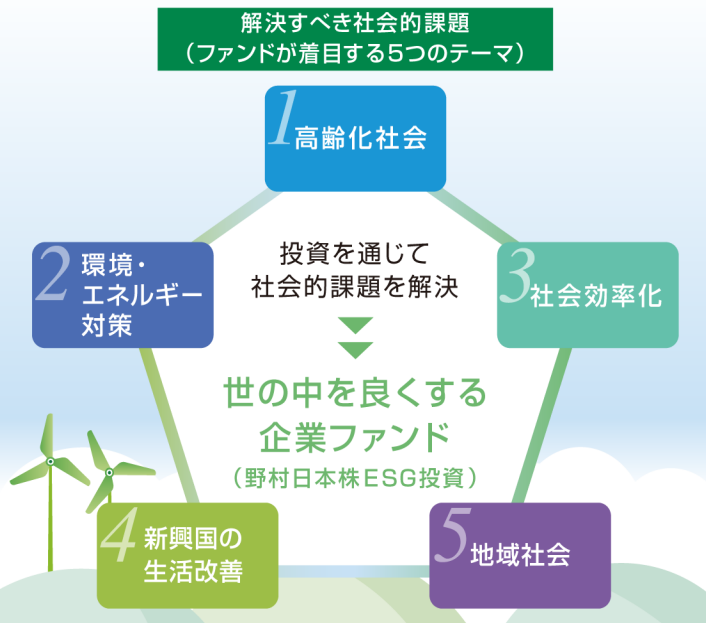 解決すべき社会的課題
（ファンドが着目する5つのテーマ）
1
高齢化社会
2
環境・
エネルギー
対策
投資を通じて
社会的課題を解決
3
社会効率化
世の中を良くする
企業ファンド
（野村日本株ESG投資）
4
新興国の
生活改善
5
地域社会